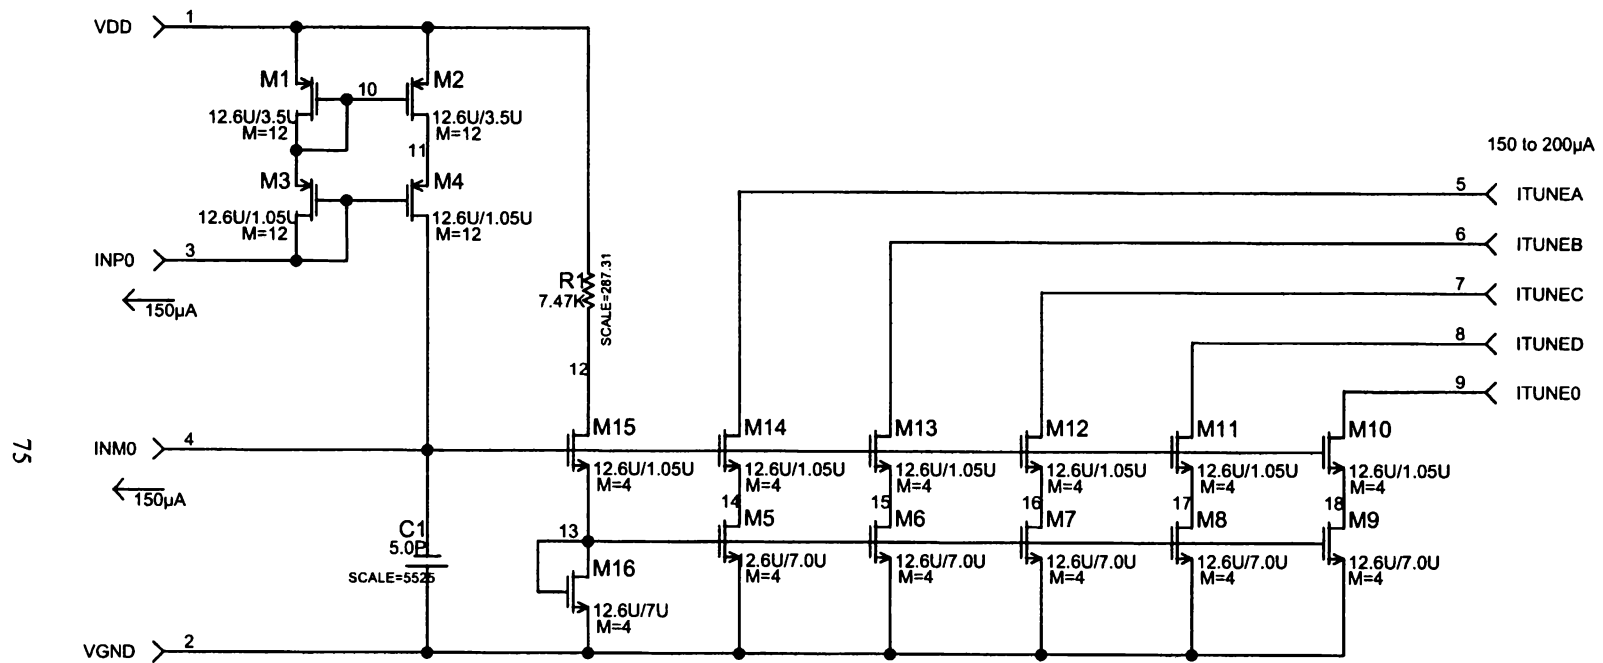 VDD 1
M1 10 M2
12.6U/3.5U 12.6U/3.5U
M=12 M=12
11
M3 M4
12.6U/1.05U 12.6U/1.05U
M=12 M=12
INP0 3
150µA
R1
7.47K
SCALE=287.31
12
150 to 200µA
5 ITUNEA
6 ITUNEB
7 ITUNEC
8 ITUNED
9 ITUNE0
75
INM0 4
150µA
M15 M14 M13 M12 M11 M10
12.6U/1.05U 12.6U/1.05U 12.6U/1.05U 12.6U/1.05U 12.6U/1.05U 12.6U/1.05U
M=4 M=4 M=4 M=4 M=4 M=4
14 15 16 17 18
C1
5.0P
SCALE=5525
13 M5 M6 M7 M8 M9
12.6U/7.0U 12.6U/7.0U 12.6U/7.0U 12.6U/7.0U 12.6U/7.0U
M=4 M=4 M=4 M=4 M=4
M16
12.6U/7U
M=4
VGND 2